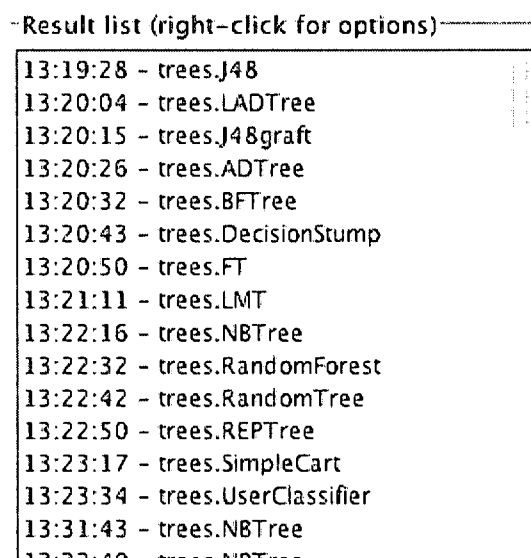 Result list (right-click for options)
13:19:28 - trees.J48
13:20:04 - trees.LADTree
13:20:15 - trees.J48graft
13:20:26 - trees.ADTree
13:20:32 - trees.BFTree
13:20:43 - trees.DecisionStump
13:20:50 - trees.FT
13:21:11 - trees.LMT
13:22:16 - trees.NBTree
13:22:32 - trees.RandomForest
13:22:42 - trees.RandomTree
13:22:50 - trees.REPTree
13:23:17 - trees.SimpleCart
13:23:34 - trees.UserClassifier
13:31:43 - trees.NBTree